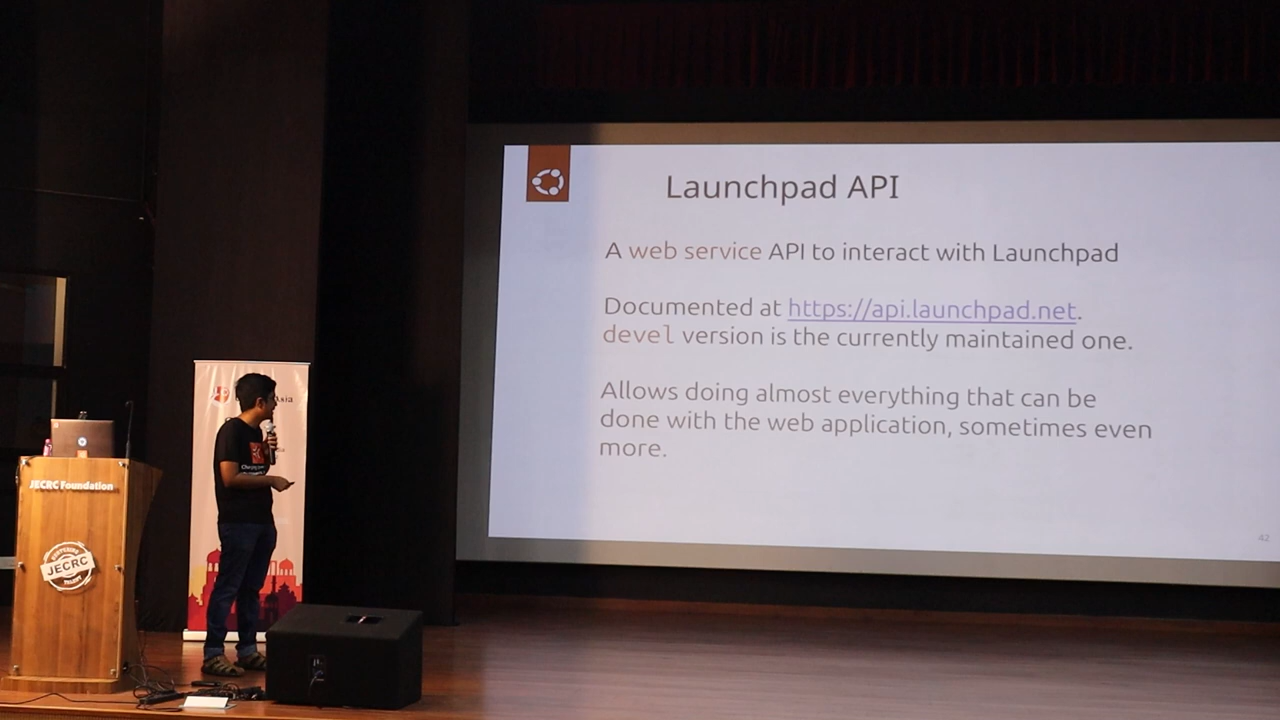 Launchpad API
A web service API to interact with Launchpad
Documented at https://api.launchpad.net.
devel version is the currently maintained one.
Allows doing almost everything that can be
done with the web application, sometimes even
more.
42
JECRC Foundation
JECRC